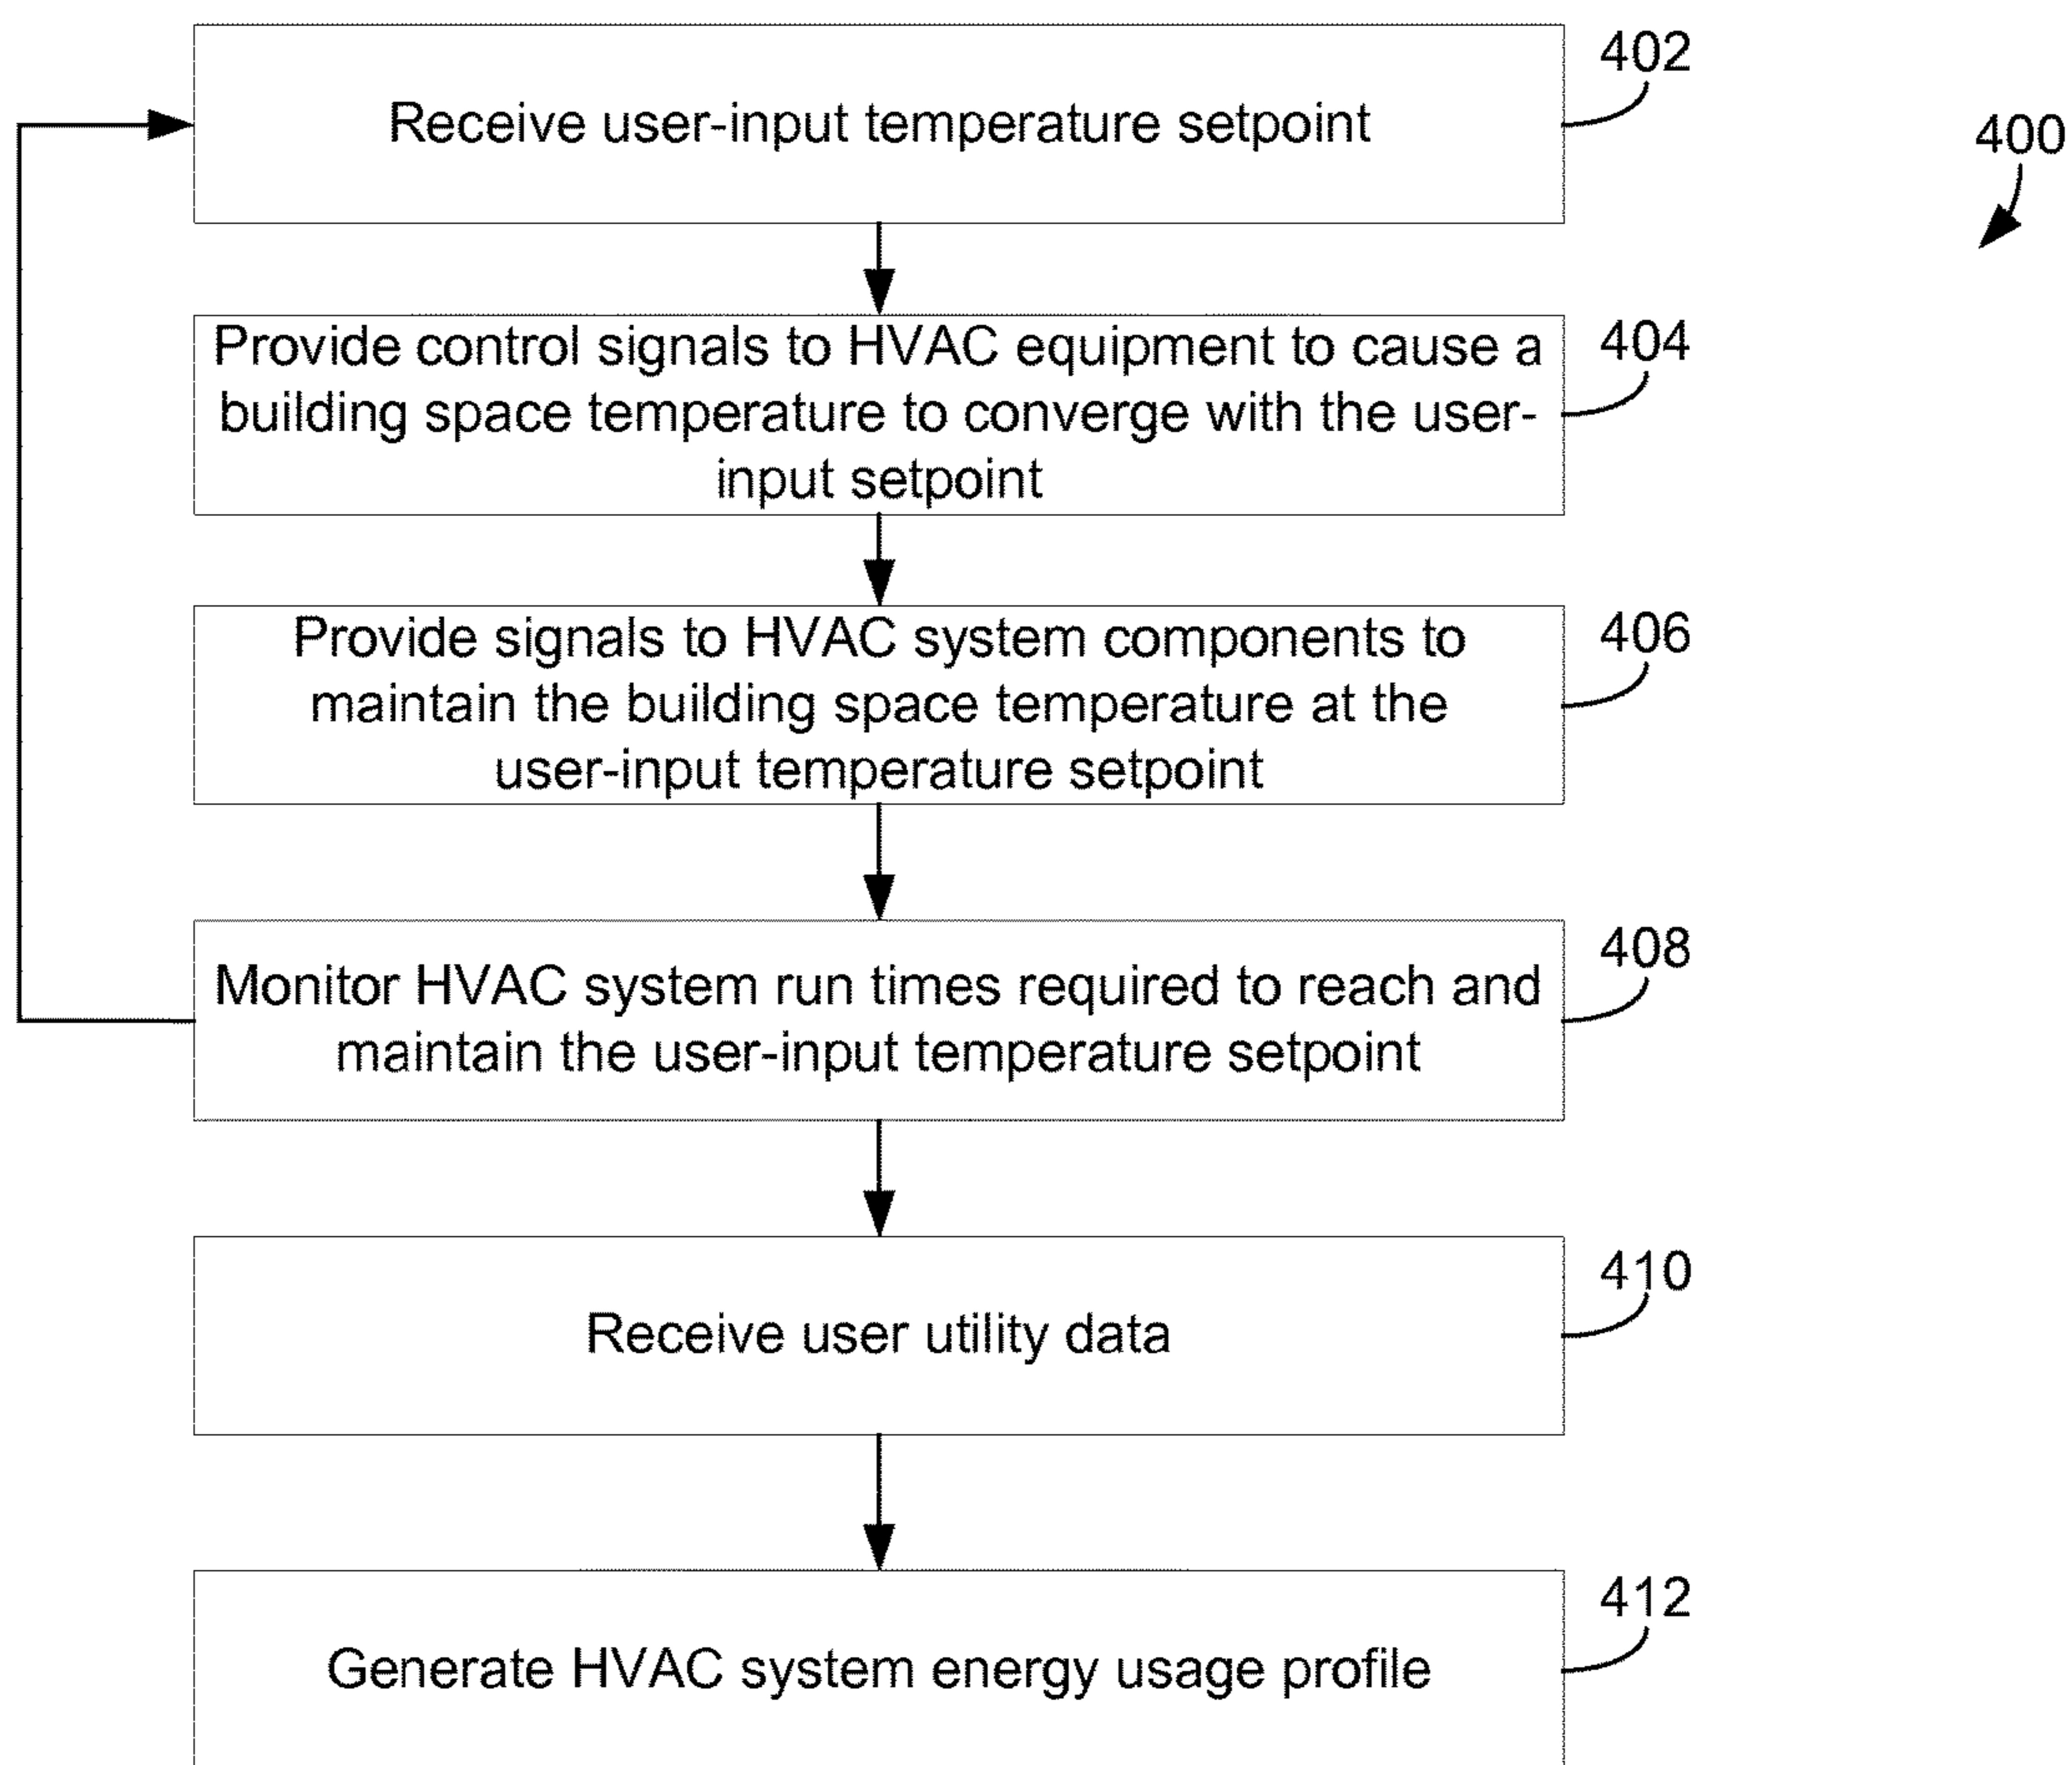 402
Receive user-input temperature setpoint
400
404
Provide control signals to HVAC equipment to cause a
building space temperature to converge with the user-
input setpoint
406
Provide signals to HVAC system components to
maintain the building space temperature at the
user-input temperature setpoint
408
Monitor HVAC system run times required to reach and
maintain the user-input temperature setpoint
410
Receive user utility data
412
Generate HVAC system energy usage profile